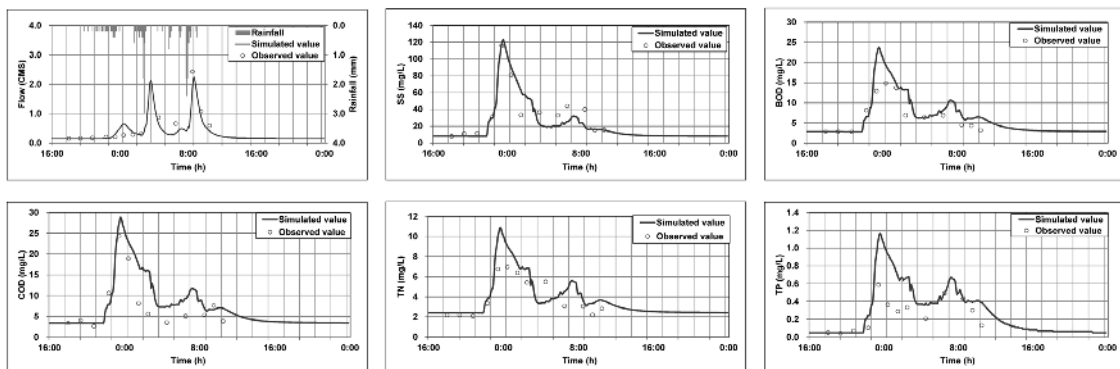 4.0
3.0
2.0
1.0
0.0
Flow (CMS)
Rainfall
Simulated value
Observed value
0.0
1.0
2.0
3.0
4.0
Rainfall (mm)
16:00 0:00 8:00 16:00 0:00
Time (h)
140
120
100
80
60
40
20
0
SS (mg/L)
Simulated value
Observed value
16:00 0:00 8:00 16:00 0:00
Time (h)
30
25
20
15
10
5
0
BOD (mg/L)
Simulated value
Observed value
16:00 0:00 8:00 16:00 0:00
Time (h)
30
25
20
15
10
5
0
COD (mg/L)
Simulated value
Observed value
16:00 0:00 8:00 16:00 0:00
Time (h)
12
10
8
6
4
2
0
TN (mg/L)
Simulated value
Observed value
16:00 0:00 8:00 16:00 0:00
Time (h)
1.4
1.2
1.0
0.8
0.6
0.4
0.2
0.0
TP (mg/L)
Simulated value
Observed value
16:00 0:00 8:00 16:00 0:00
Time (h)